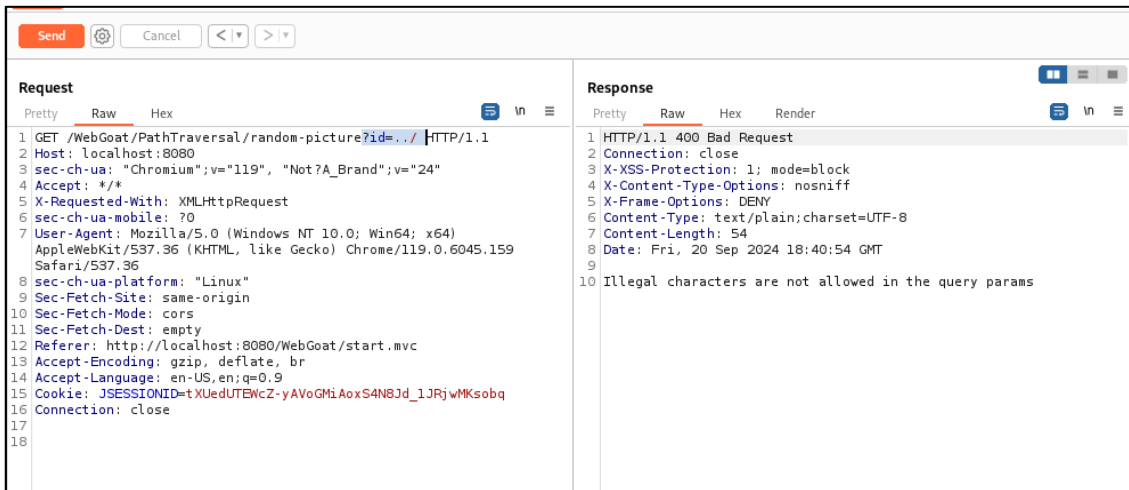 Send Cancel < >
Request
Pretty Raw Hex \n
1 GET /WebGoat/PathTraversal/random-picture?id=../ HTTP/1.1
2 Host: localhost:8080
3 sec-ch-ua: "Chromium";v="119", "Not?A_Brand";v="24"
4 Accept: */*
5 X-Requested-With: XMLHttpRequest
6 sec-ch-ua-mobile: ?0
7 User-Agent: Mozilla/5.0 (Windows NT 10.0; Win64; x64)
AppleWebKit/537.36 (KHTML, like Gecko) Chrome/119.0.6045.159
Safari/537.36
8 sec-ch-ua-platform: "Linux"
9 Sec-Fetch-Site: same-origin
10 Sec-Fetch-Mode: cors
11 Sec-Fetch-Dest: empty
12 Referer: http://localhost:8080/WebGoat/start.mvc
13 Accept-Encoding: gzip, deflate, br
14 Accept-Language: en-US,en;q=0.9
15 Cookie: JSESSIONID=tXUedUTEWcZ-yAVoGMiAoxS4N8Jd_1JRjwMKsobq
16 Connection: close
17
18
Response
Pretty Raw Hex Render \n
1 HTTP/1.1 400 Bad Request
2 Connection: close
3 X-XSS-Protection: 1; mode=block
4 X-Content-Type-Options: nosniff
5 X-Frame-Options: DENY
6 Content-Type: text/plain;charset=UTF-8
7 Content-Length: 54
8 Date: Fri, 20 Sep 2024 18:40:54 GMT
9
10 Illegal characters are not allowed in the query params